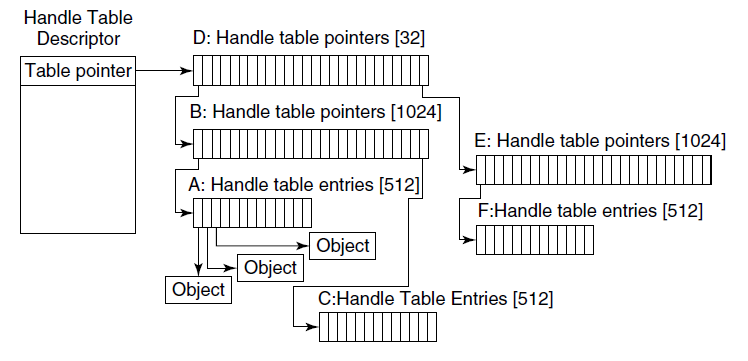 Handle Table
Descriptor
Table pointer
D: Handle table pointers [32]
B: Handle table pointers [1024]
E: Handle table pointers [1024]
A: Handle table entries [512]
F:Handle table entries [512]
Object
Object
Object
C:Handle Table Entries [512]